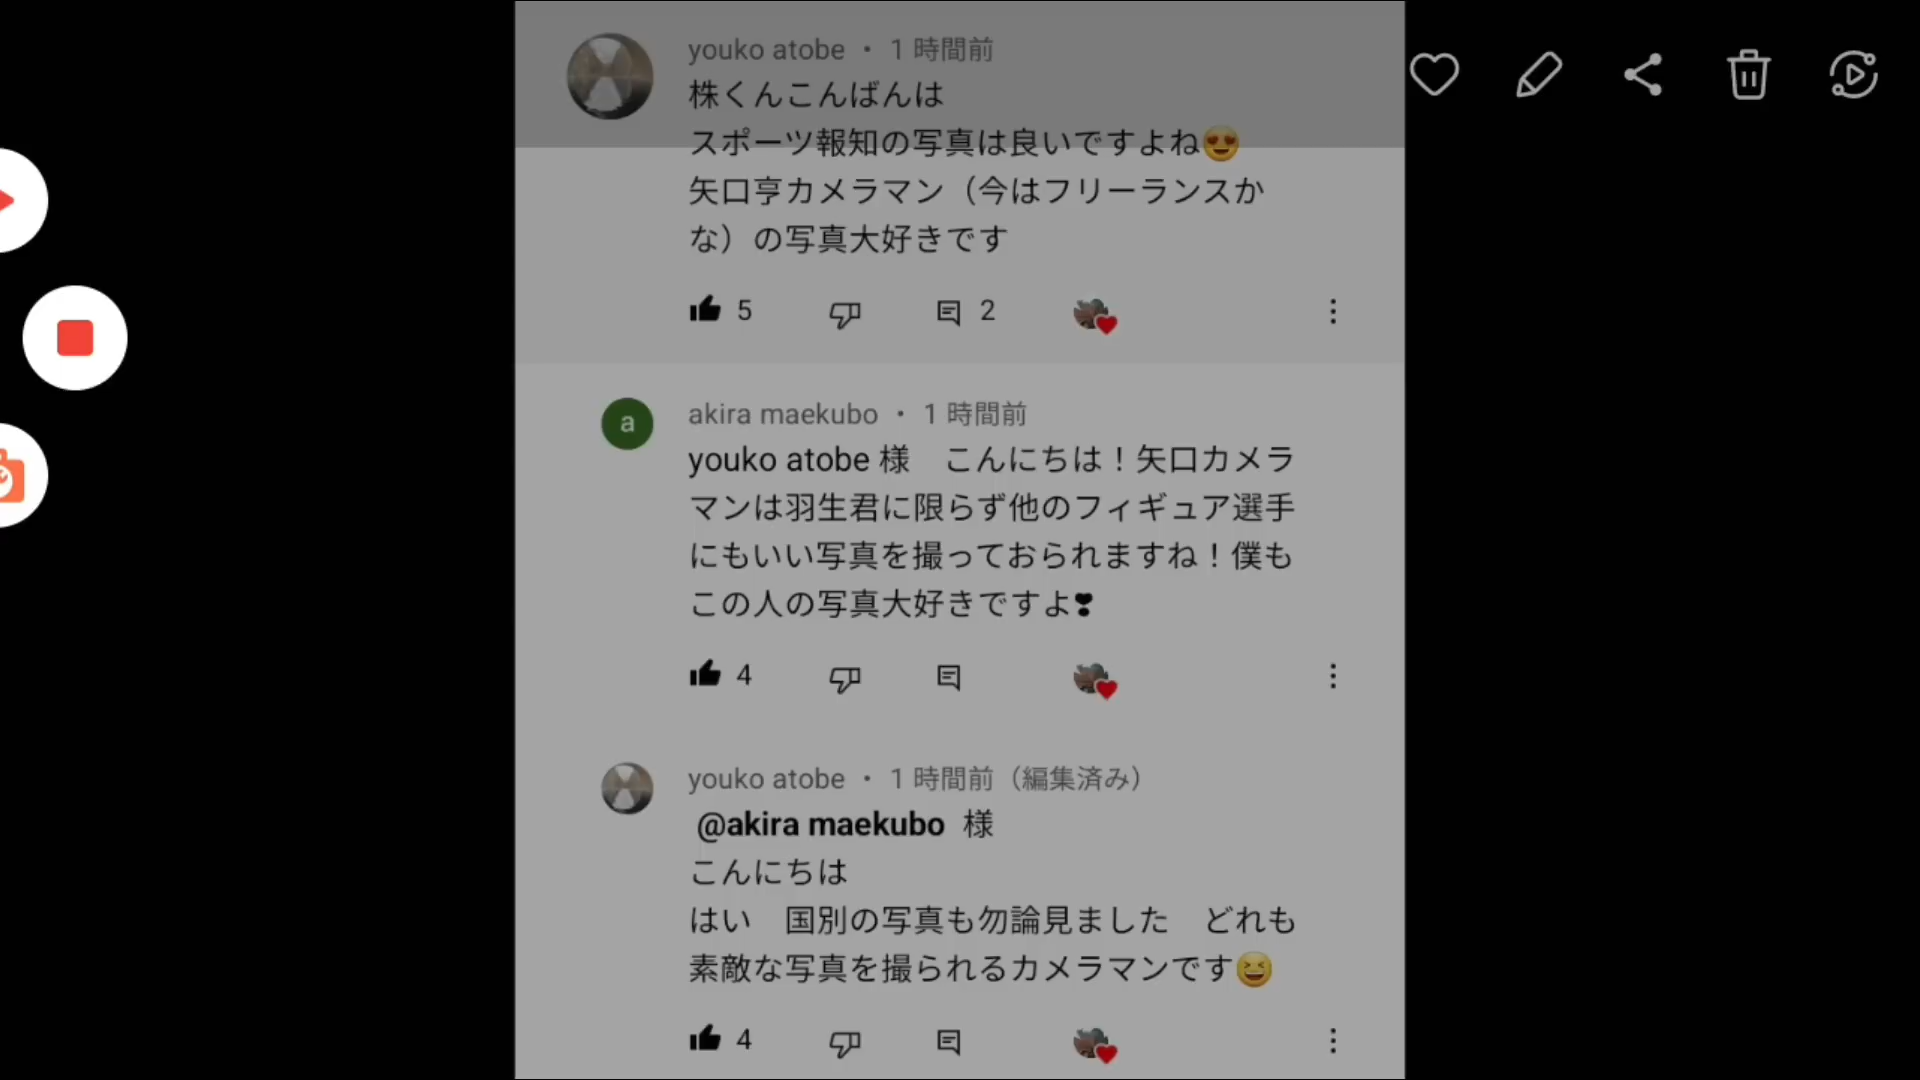 youko atobe ・ 1 時間前
株くんこんばんは
スポーツ報知の写真は良いですよね😍
矢口亨カメラマン（今はフリーランスか
な）の写真大好きです
5
2
a
akira maekubo ・ 1 時間前
youko atobe 様　こんにちは！矢口カメラ
マンは羽生君に限らず他のフィギュア選手
にもいい写真を撮っておられますね！僕も
この人の写真大好きですよ❣
4
youko atobe ・ 1 時間前（編集済み）
@akira maekubo 様
こんにちは
はい　国別の写真も勿論見ました　どれも
素敵な写真を撮られるカメラマンです😆
4